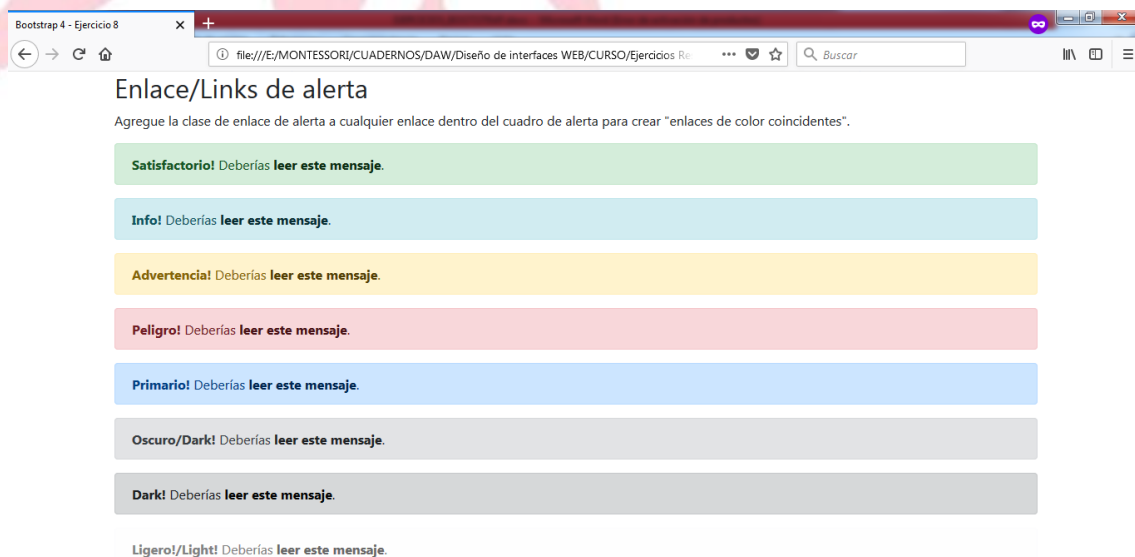 Bootstrap 4 - Ejercicio 8
file:///E:/MONTESSORI/CUADERNOS/DAW/Diseño de interfaces WEB/CURSO/Ejercicios Re
Buscar
Enlace/Links de alerta
Agregue la clase de enlace de alerta a cualquier enlace dentro del cuadro de alerta para crear "enlaces de color coincidentes".
Satisfactorio! Deberías leer este mensaje.
Info! Deberías leer este mensaje.
Advertencia! Deberías leer este mensaje.
Peligro! Deberías leer este mensaje.
Primario! Deberías leer este mensaje.
Oscuro/Dark! Deberías leer este mensaje.
Dark! Deberías leer este mensaje.
Ligero!/Light! Deberías leer este mensaje.